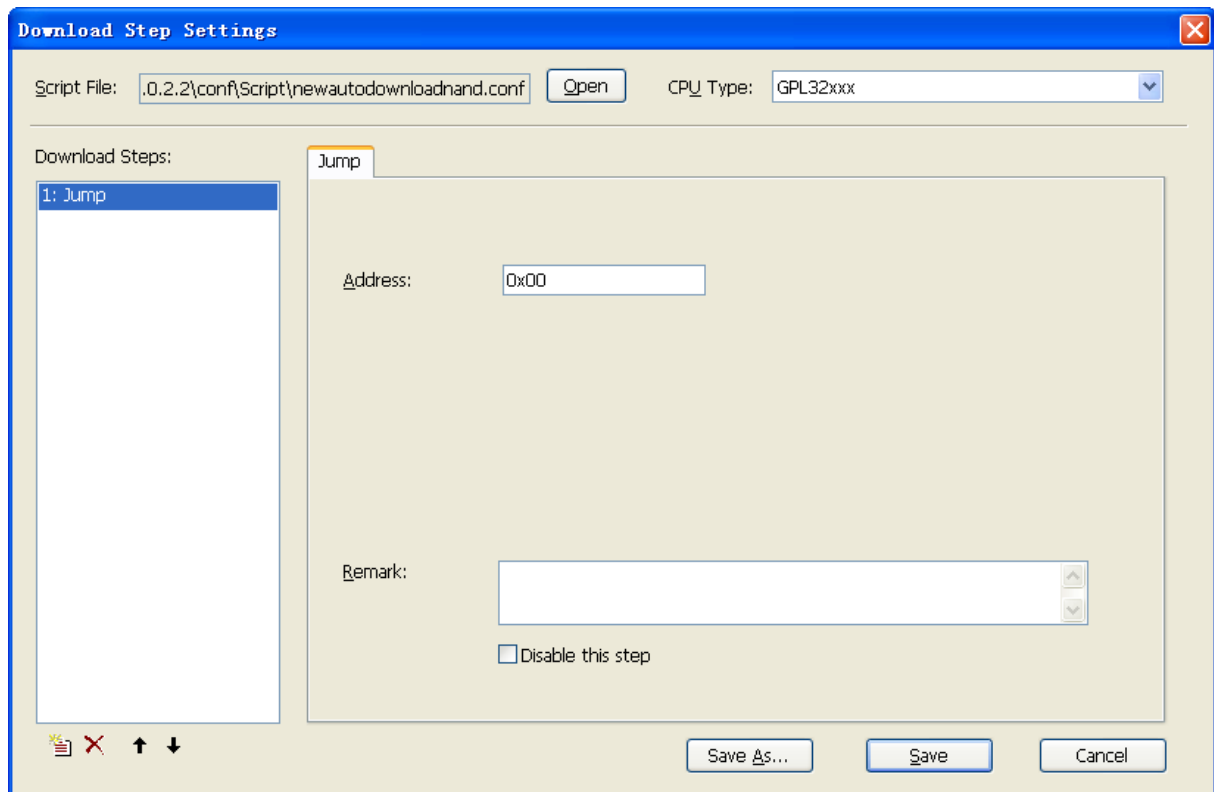 Download Step Settings
Script File: .0.2.2\conf\Script\newautodownloadnand.conf Open CPU Type: GPL32xxx
Download Steps:
Jump
1: Jump
Address: 0x00
Remark:
Disable this step
Save As... Save Cancel